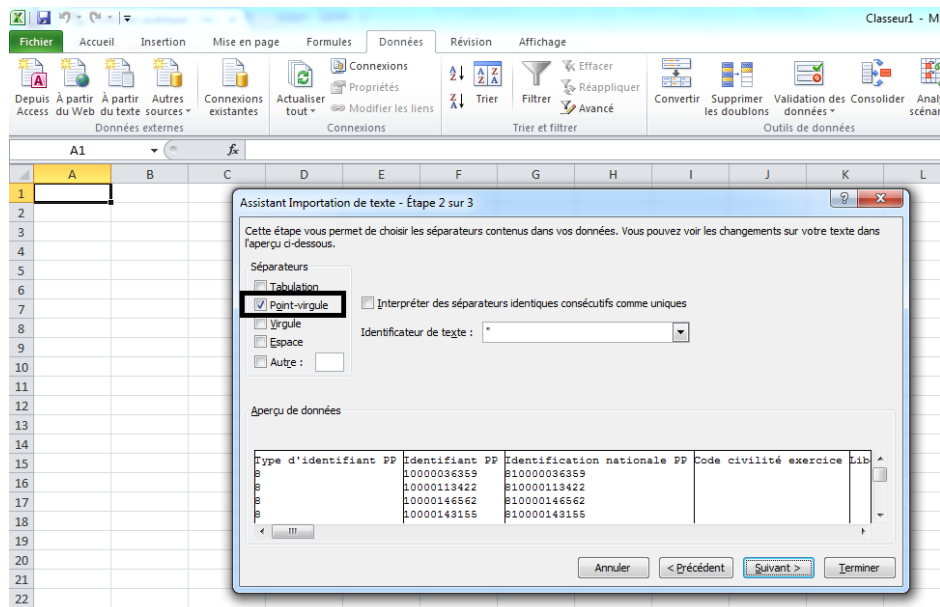 Classeur1 - M
Fichier Accueil Insertion Mise en page Formules Données Révision Affichage
Depuis Access
À partir du Web
À partir du texte
Autres sources
Données externes
Connexions existantes
Actualiser tout
Connexions
Propriétés
Modifier les liens
Connexions
Trier
Filtrer
Effacer
Réappliquer
Avancé
Trier et filtrer
Convertir
Supprimer les doublons
Validation des données
Consolider
Outils de données
A1 fx
A B C D E F G H I J K L
1
2
3
4
5
6
7
8
9
10
11
12
13
14
15
16
17
18
19
20
21
22
Assistant Importation de texte - Étape 2 sur 3
Cette étape vous permet de choisir les séparateurs contenus dans vos données. Vous pouvez voir les changements sur votre texte dans
l'aperçu ci-dessous.
Séparateurs
Tabulation
Point-virgule
Virgule
Espace
Autre :
Interpréter des séparateurs identiques consécutifs comme uniques
Identificateur de texte : "
Aperçu de données
Type d'identifiant PP Identifiant PP Identification nationale PP Code civilité exercice Lib
8 10000036359 810000036359
8 10000113422 810000113422
8 10000146562 810000146562
8 10000143155 810000143155
Annuler < Précédent Suivant > Terminer